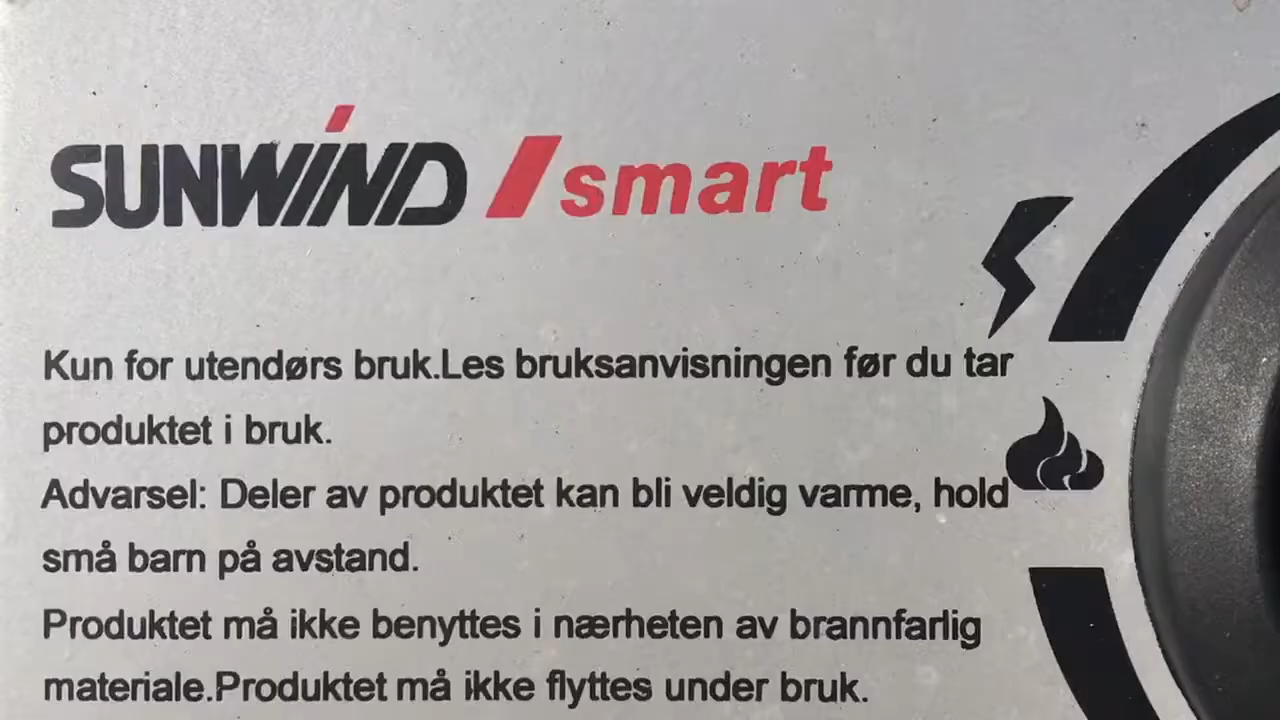 SUNWIND smart
Kun for utendørs bruk.Les bruksanvisningen før du tar
produktet i bruk.
Advarsel: Deler av produktet kan bli veldig varme, hold
små barn på avstand.
Produktet må ikke benyttes i nærheten av brannfarlig
materiale.Produktet må ikke flyttes under bruk.